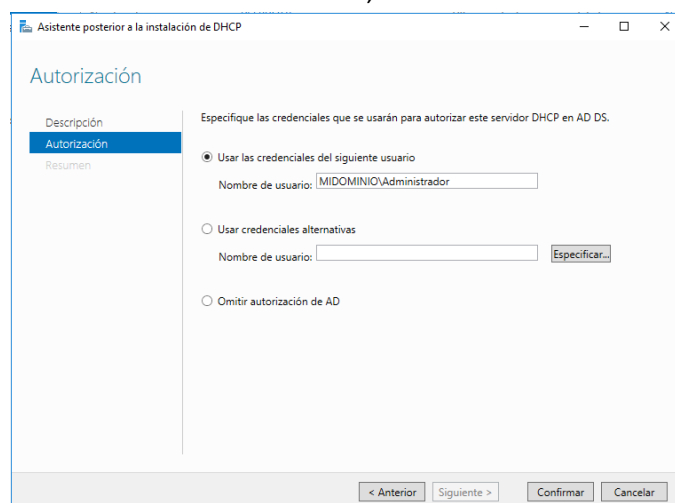 Asistente posterior a la instalación de DHCP
Autorización
Descripción
Autorización
Resumen
Especifique las credenciales que se usarán para autorizar este servidor DHCP en AD DS.
Usar las credenciales del siguiente usuario
Nombre de usuario: MIDOMINIO\Administrador
Usar credenciales alternativas
Nombre de usuario: Especificar...
Omitir autorización de AD
< Anterior Siguiente > Confirmar Cancelar